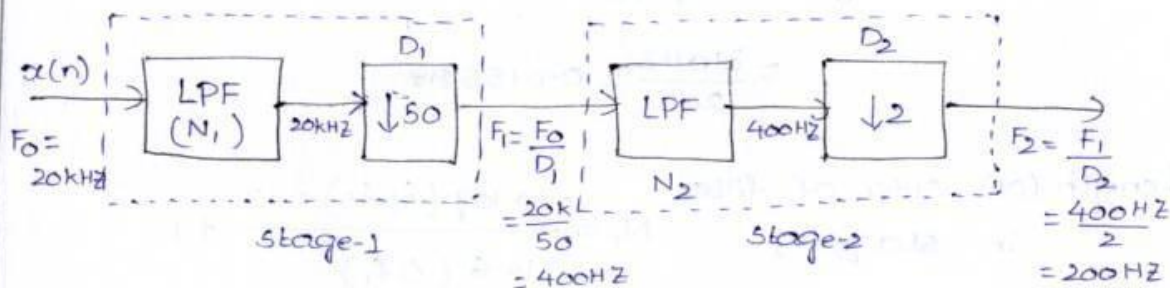 D₁
D₂
x(n)
LPF
(N₁)
20kHz
↓50
F₀=
20kHz
F₁=F₀/D₁
=20k/50
=400Hz
LPF
N₂
400Hz
↓2
F₂=F₁/D₂
=400Hz/2
=200Hz
stage-1
stage-2